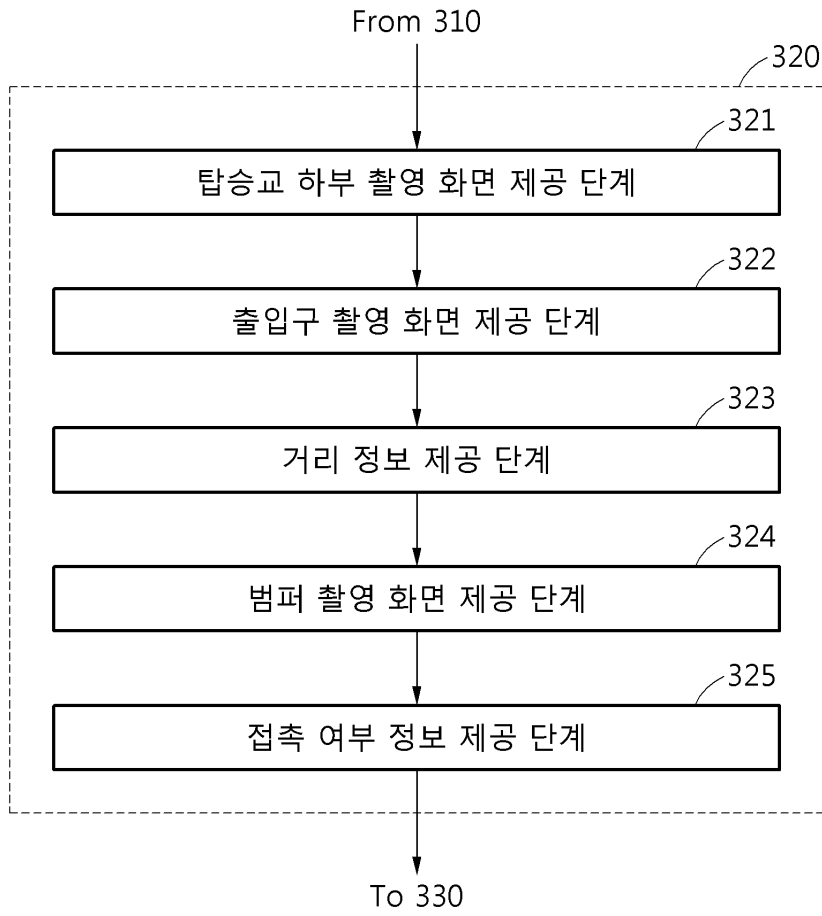 From 310
320
321
탑승교 하부 촬영 화면 제공 단계
322
출입구 촬영 화면 제공 단계
323
거리 정보 제공 단계
324
범퍼 촬영 화면 제공 단계
325
접촉 여부 정보 제공 단계
To 330